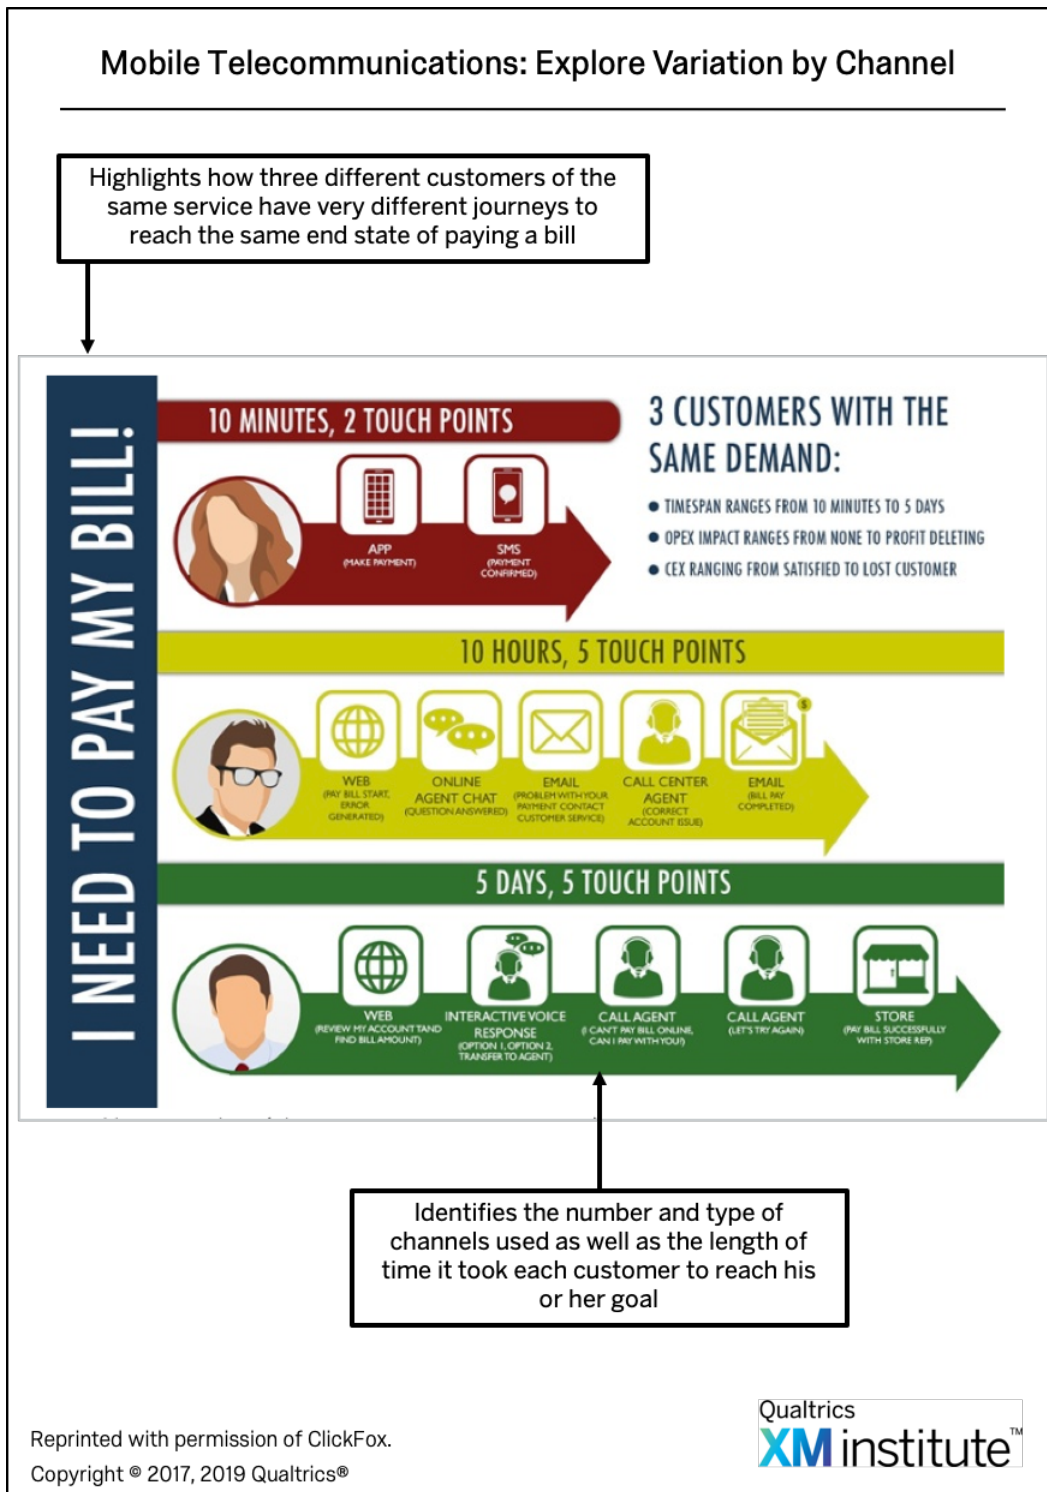 Mobile Telecommunications: Explore Variation by Channel
Highlights how three different customers of the
same service have very different journeys to
reach the same end state of paying a bill
I NEED TO PAY MY BILL!
10 MINUTES, 2 TOUCH POINTS
APP
(MAKE PAYMENT)
SMS
(PAYMENT
CONFIRMED)
3 CUSTOMERS WITH THE
SAME DEMAND:
• TIMESPAN RANGES FROM 10 MINUTES TO 5 DAYS
• OPEX IMPACT RANGES FROM NONE TO PROFIT DELETING
• CEX RANGING FROM SATISFIED TO LOST CUSTOMER
10 HOURS, 5 TOUCH POINTS
WEB
(PAY BILL START,
ERROR
GENERATED)
ONLINE
AGENT CHAT
(QUESTION ANSWERED)
EMAIL
(PROBLEM WITH YOUR
PAYMENT CONTACT
CUSTOMER SERVICE)
CALL CENTER
AGENT
(CORRECT
ACCOUNT ISSUE)
$
EMAIL
(BILL PAY
COMPLETED)
5 DAYS, 5 TOUCH POINTS
WEB
(REVIEW MY ACCOUNT TAND
FIND BILL AMOUNT)
INTERACTIVE VOICE
RESPONSE
(OPTION 1, OPTION 2,
TRANSFER TO AGENT)
CALL AGENT
(I CAN'T PAY BILL ONLINE,
CAN I PAY WITH YOU?)
CALL AGENT
(LET'S TRY AGAIN)
STORE
(PAY BILL SUCCESSFULLY
WITH STORE REP)
Identifies the number and type of
channels used as well as the length of
time it took each customer to reach his
or her goal
Reprinted with permission of ClickFox.
Copyright © 2017, 2019 Qualtrics®
Qualtrics
XM institute™